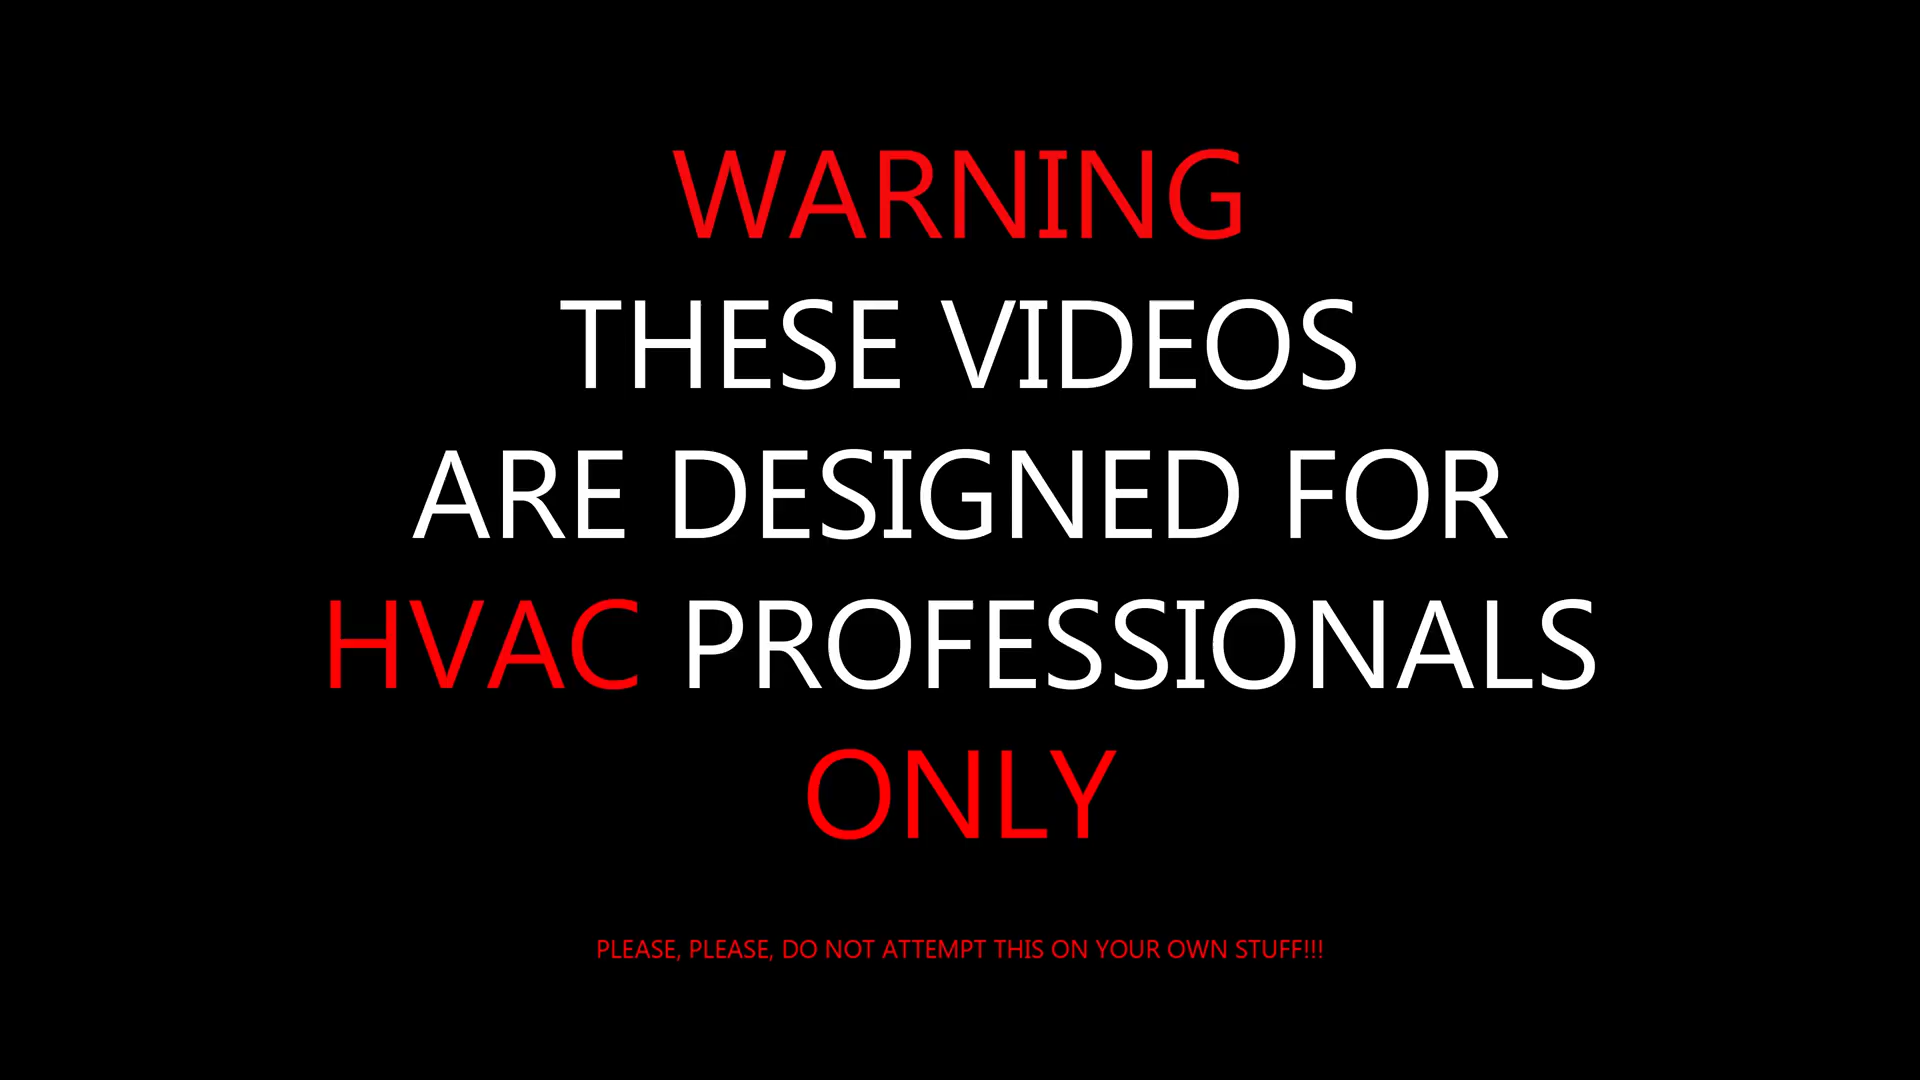 WARNING
THESE VIDEOS
ARE DESIGNED FOR
HVAC PROFESSIONALS
ONLY
PLEASE, PLEASE, DO NOT ATTEMPT THIS ON YOUR OWN STUFF!!!